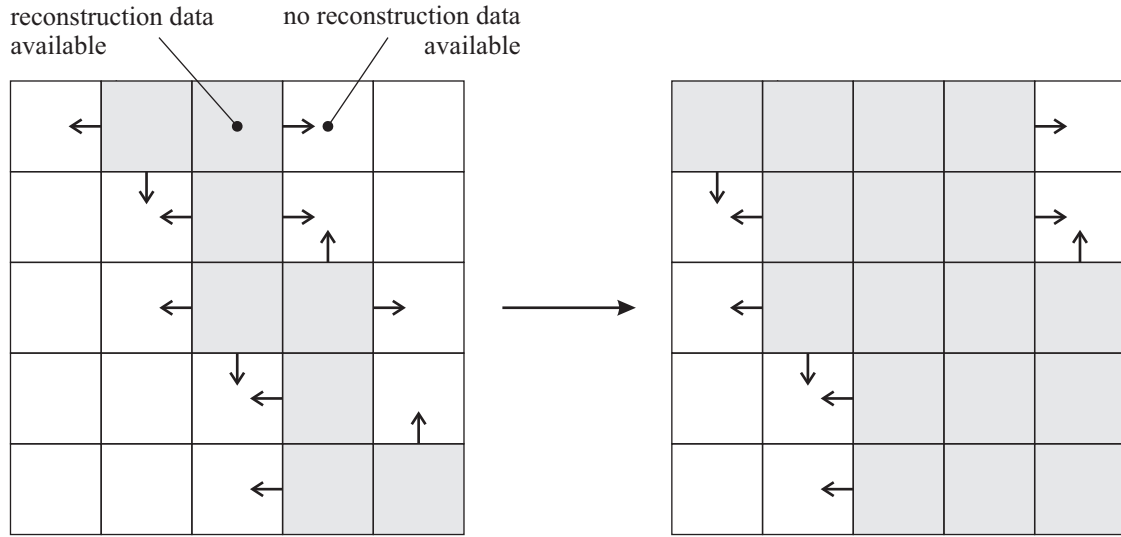 reconstruction data
available
no reconstruction data
available